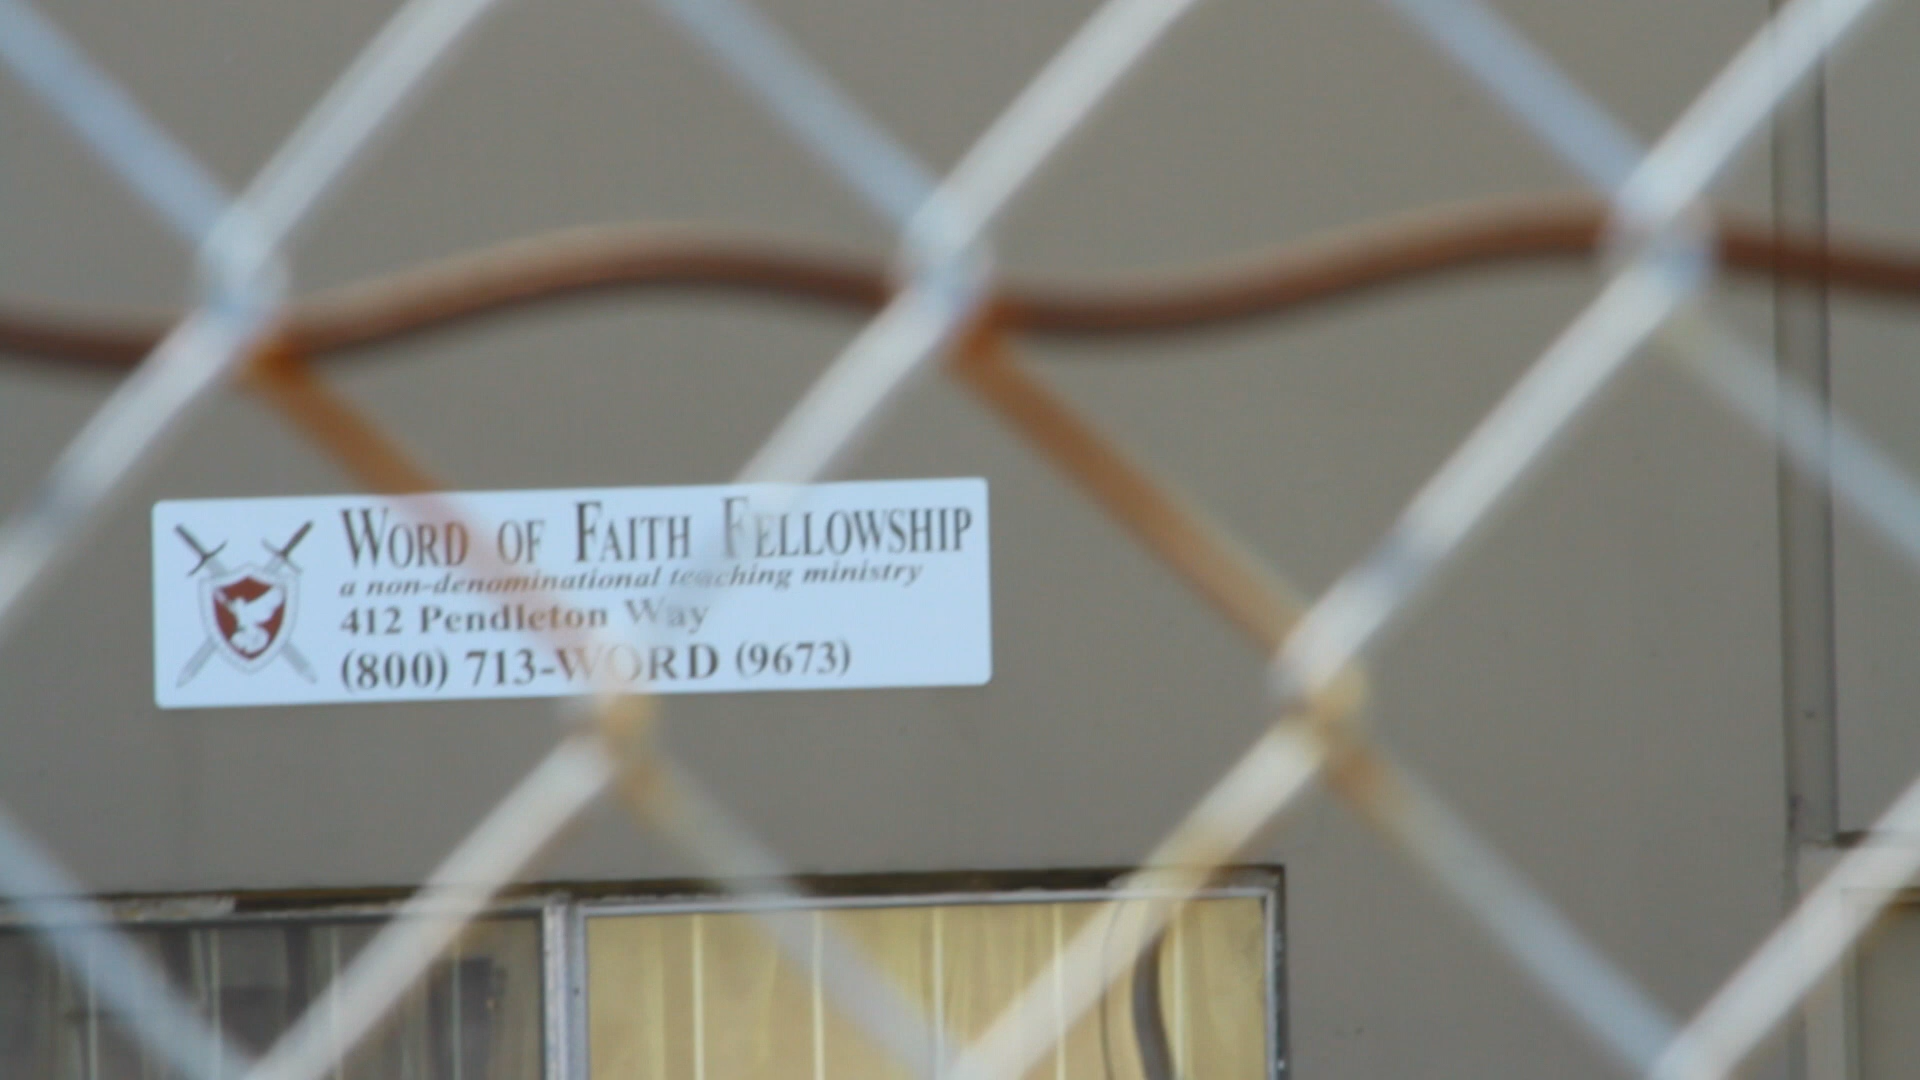 WORD OF FAITH FELLOWSHIP
a non-denominational teaching ministry
412 Pendleton Way
(800) 713-WORD (9673)